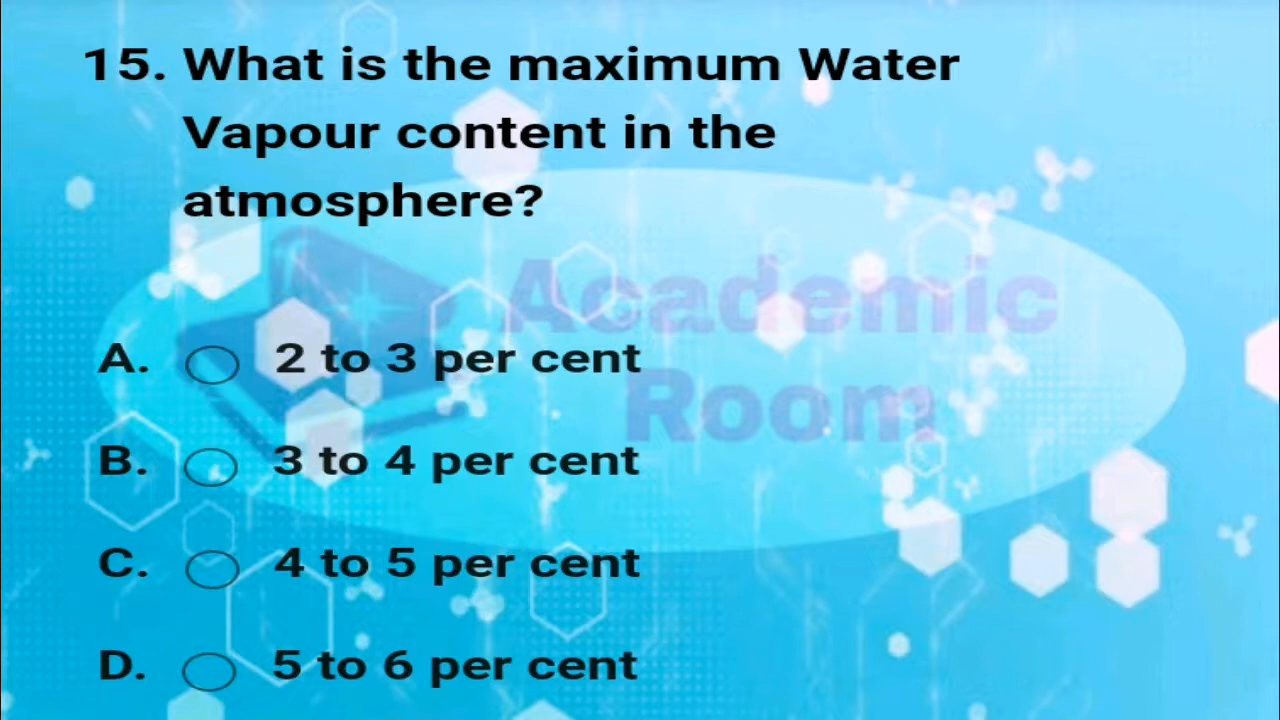 15. What is the maximum Water
Vapour content in the
atmosphere?
Academic
Room
A. 2 to 3 per cent
B. 3 to 4 per cent
C. 4 to 5 per cent
D. 5 to 6 per cent